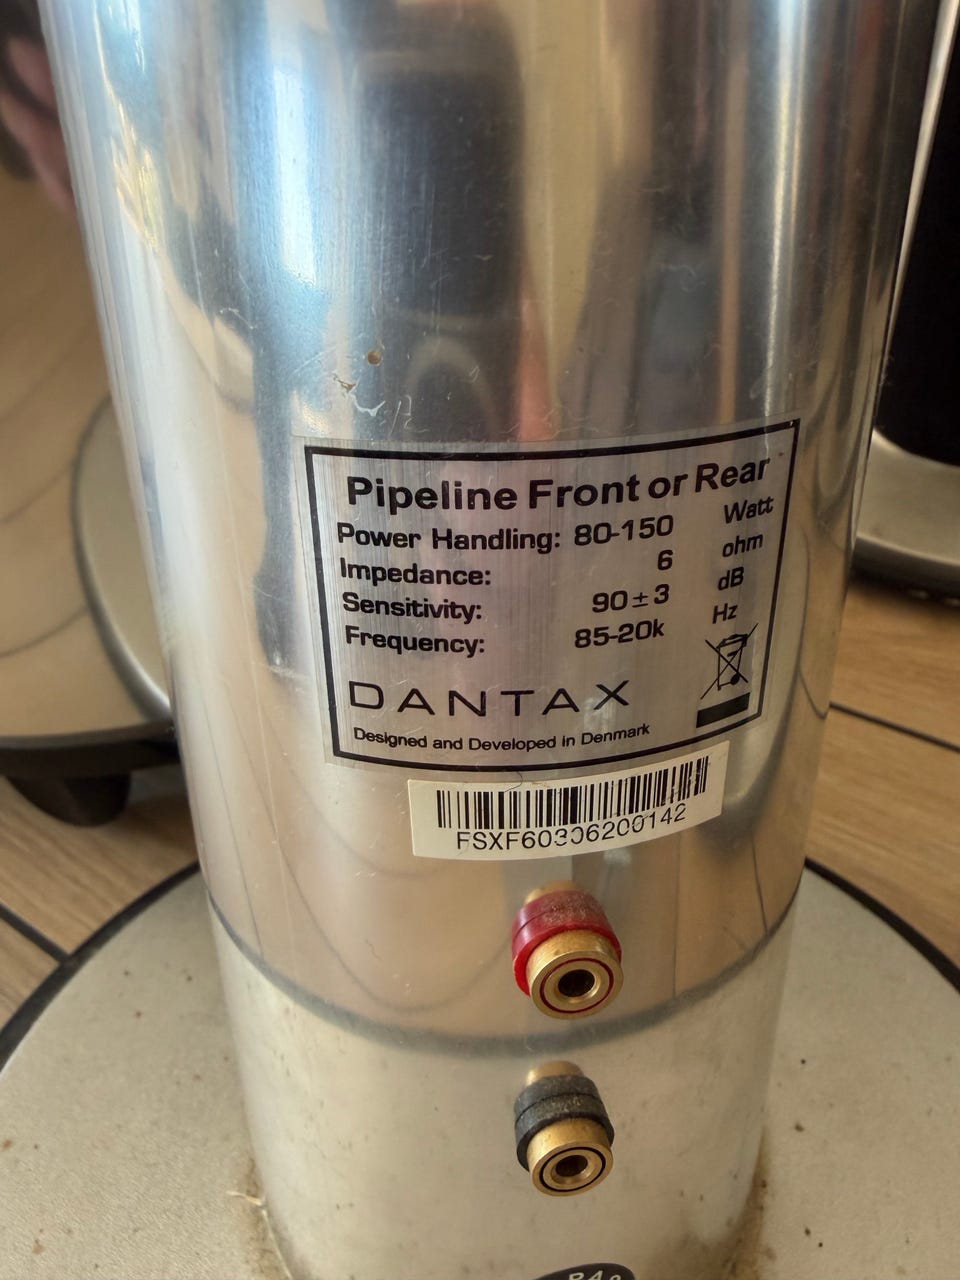 Pipeline Front or Rear
Power Handling: 80-150 Watt
Impedance: 6 ohm
Sensitivity: 90±3 dB
Frequency: 85-20k Hz
DANTAX
Designed and Developed in Denmark
FSXF60306200142